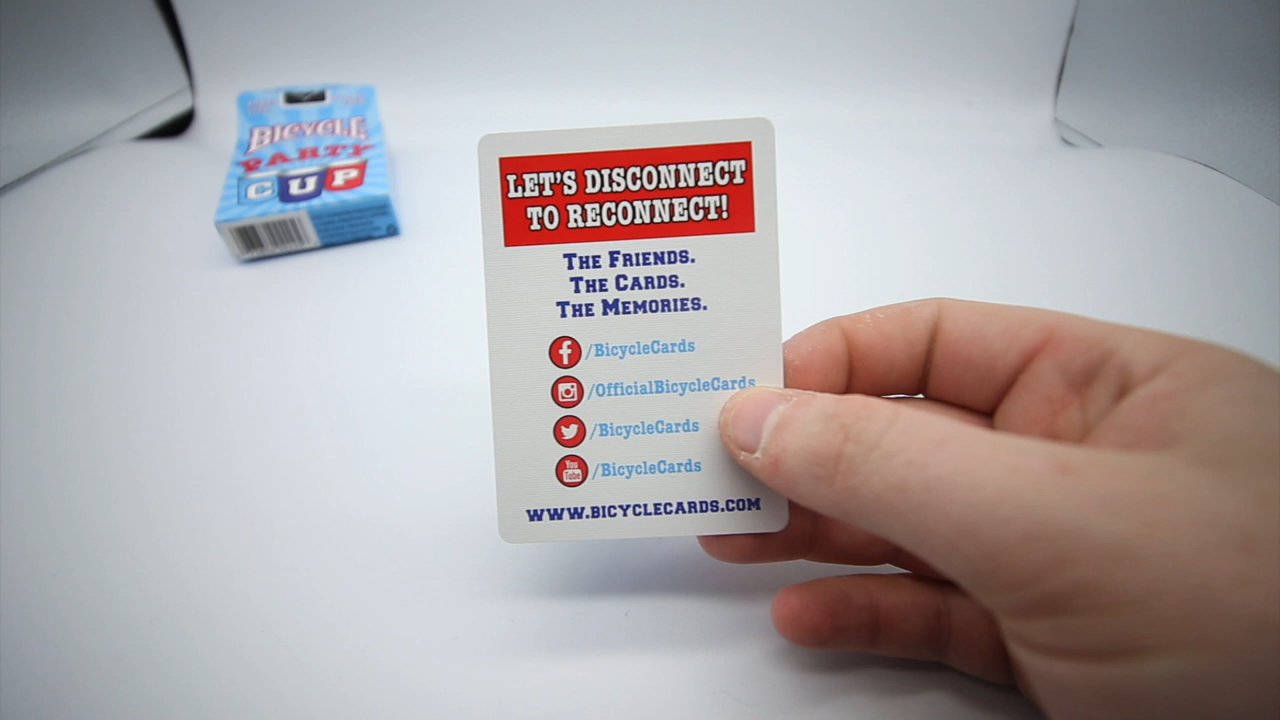 BICYCLE
PARTY
CUP
LET'S DISCONNECT
TO RECONNECT!
THE FRIENDS.
THE CARDS.
THE MEMORIES.
/BicycleCards
/OfficialBicycleCards
/BicycleCards
You
Tube
/BicycleCards
WWW.BICYCLECARDS.COM